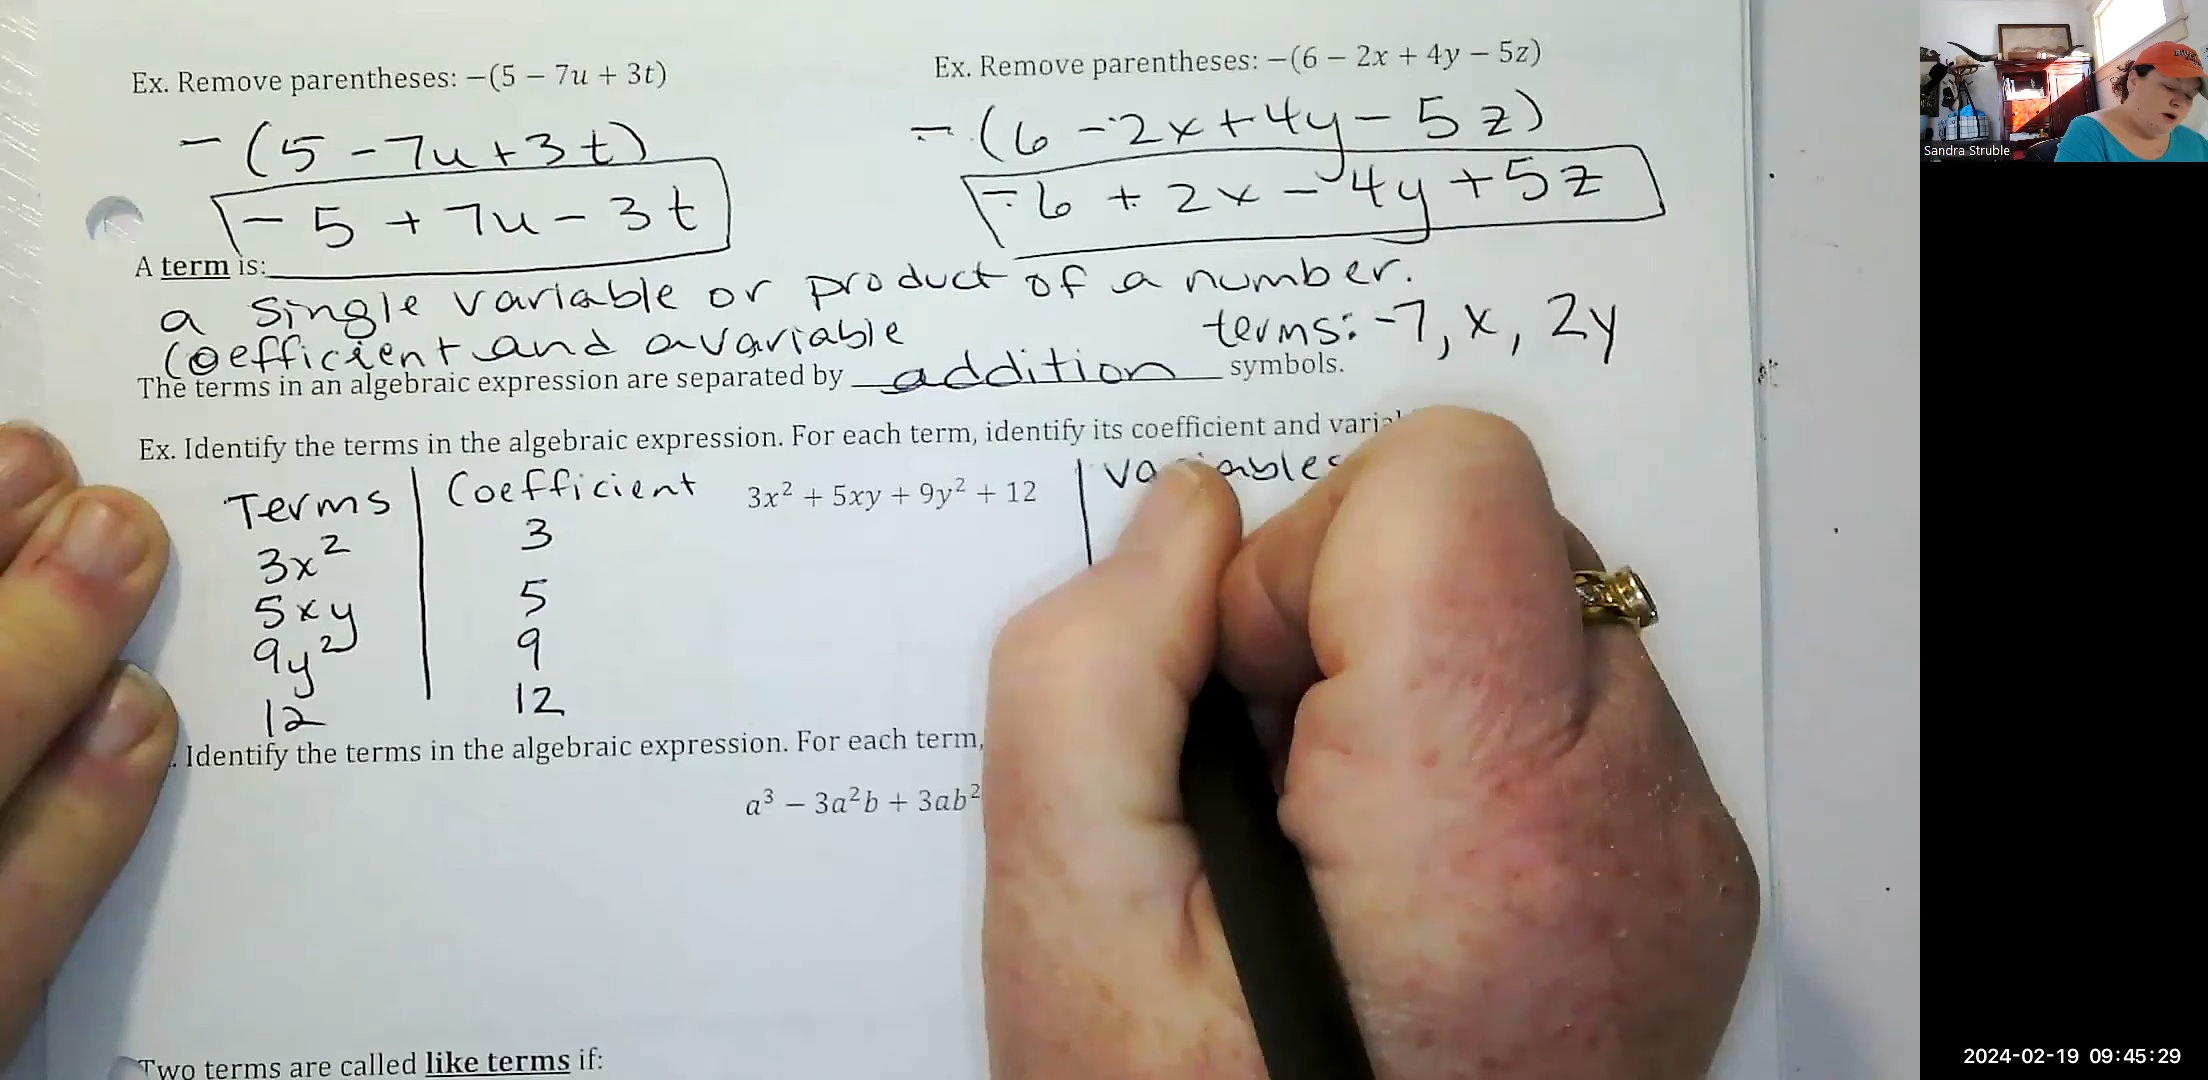 Ex. Remove parentheses: −(5 − 7u + 3t)
−(5 − 7u + 3t)
−5 + 7u − 3t
Ex. Remove parentheses: −(6 − 2x + 4y − 5z)
−(6 − 2x + 4y − 5z)
−6 + 2x − 4y + 5z
A term is:
a single variable or product of a number.
coefficient and a variable
terms: -7, x, 2y
The terms in an algebraic expression are separated by addition symbols.
Ex. Identify the terms in the algebraic expression. For each term, identify its coefficient and
Terms | Coefficient 3x² + 5xy + 9y² + 12 | variables
3x² 3
5xy 5
9y² 9
12 12
. Identify the terms in the algebraic expression. For each term,
a³ − 3a²b + 3ab²
Two terms are called like terms if:
Sandra Struble
2024-02-19 09:45:29